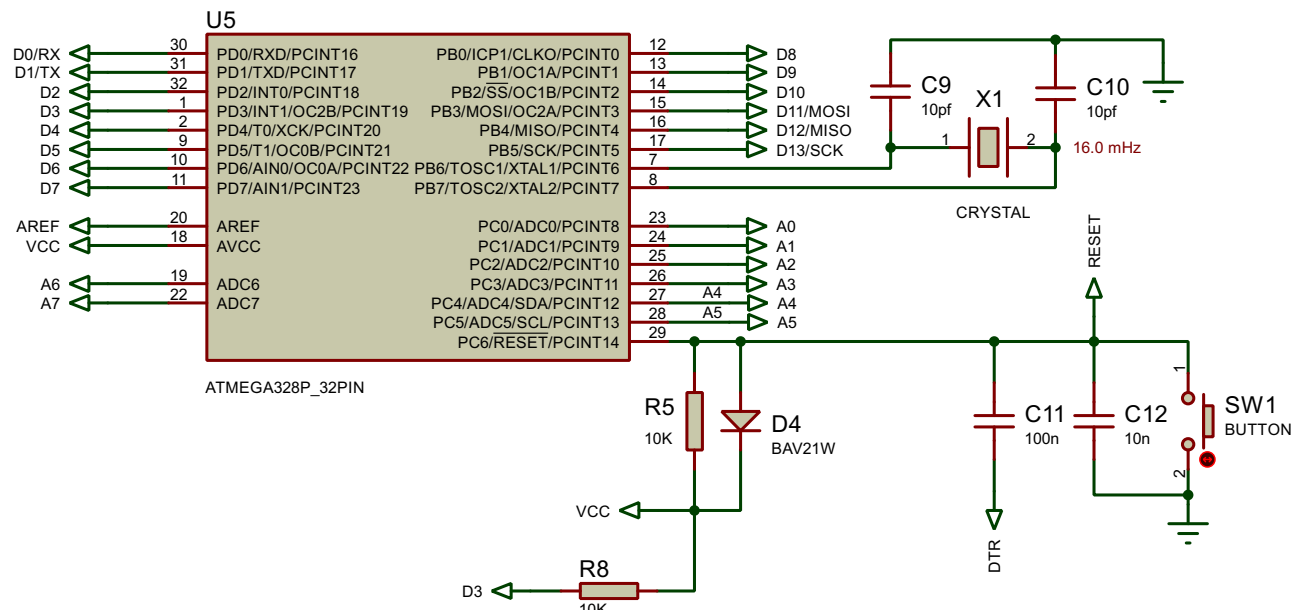 U5
D0/RX 30 PD0/RXD/PCINT16 PB0/ICP1/CLKO/PCINT0 12 D8
D1/TX 31 PD1/TXD/PCINT17 PB1/OC1A/PCINT1 13 D9
D2 32 PD2/INT0/PCINT18 PB2/SS/OC1B/PCINT2 14 D10
D3 1 PD3/INT1/OC2B/PCINT19 PB3/MOSI/OC2A/PCINT3 15 D11/MOSI
D4 2 PD4/T0/XCK/PCINT20 PB4/MISO/PCINT4 16 D12/MISO
D5 9 PD5/T1/OC0B/PCINT21 PB5/SCK/PCINT5 17 D13/SCK
D6 10 PD6/AIN0/OC0A/PCINT22 PB6/TOSC1/XTAL1/PCINT6 7
D7 11 PD7/AIN1/PCINT23 PB7/TOSC2/XTAL2/PCINT7 8
AREF 20 AREF PC0/ADC0/PCINT8 23 A0
VCC 18 AVCC PC1/ADC1/PCINT9 24 A1
PC2/ADC2/PCINT10 25 A2
A6 19 ADC6 PC3/ADC3/PCINT11 26 A3
A7 22 ADC7 PC4/ADC4/SDA/PCINT12 27 A4 A4
PC5/ADC5/SCL/PCINT13 28 A5 A5
PC6/RESET/PCINT14 29
ATMEGA328P_32PIN
C9
10pf
X1
1 2
CRYSTAL
C10
10pf
16.0 mHz
RESET
R5
10K
D4
BAV21W
C11
100n
C12
10n
1
SW1
BUTTON
2
VCC
DTR
D3
R8
10K